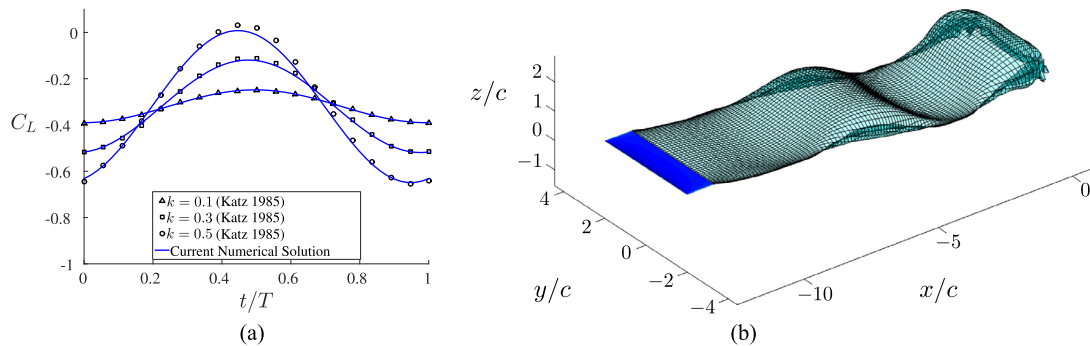 0
-0.2
-0.4
-0.6
-0.8
-1
C_L
k = 0.1 (Katz 1985)
k = 0.3 (Katz 1985)
k = 0.5 (Katz 1985)
Current Numerical Solution
0 0.2 0.4 0.6 0.8 1
t/T
(a)
z/c
2
1
0
-1
4
2
0
-2
-4
y/c
-10
-5
0
x/c
(b)